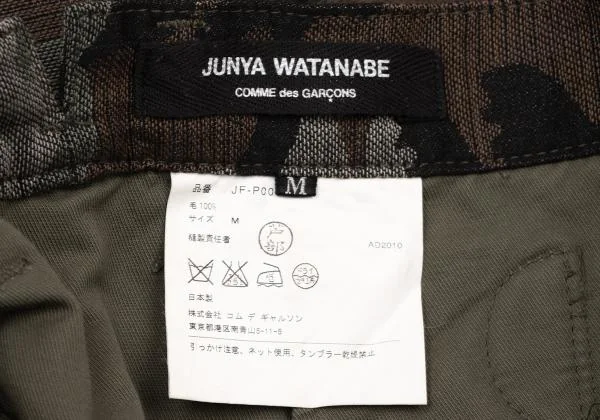 JUNYA WATANABE
COMME des GARÇONS
M
品番 JF-P00
毛 100%
サイズ M
縫製責任者
AD2010
日本製
株式会社 コム デ ギャルソン
東京都港区南青山5-11-5
引っかけ注意、ネット使用、タンブラー乾燥禁止